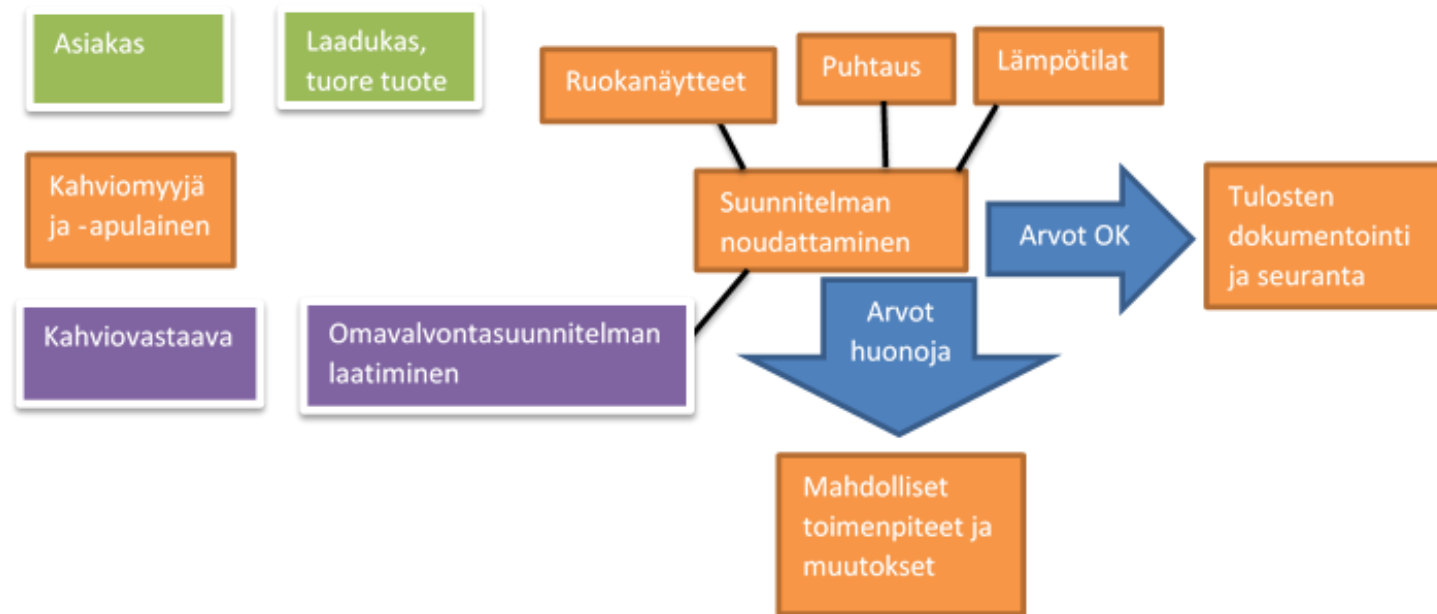 Asiakas
Laadukas,
tuore tuote
Ruokanäytteet
Puhtaus
Lämpötilat
Kahviomyyjä
ja -apulainen
Suunnitelman
noudattaminen
Arvot OK
Tulosten
dokumentointi
ja seuranta
Kahviovastaava
Omavalvontasuunnitelman
laatiminen
Arvot
huonoja
Mahdolliset
toimenpiteet ja
muutokset